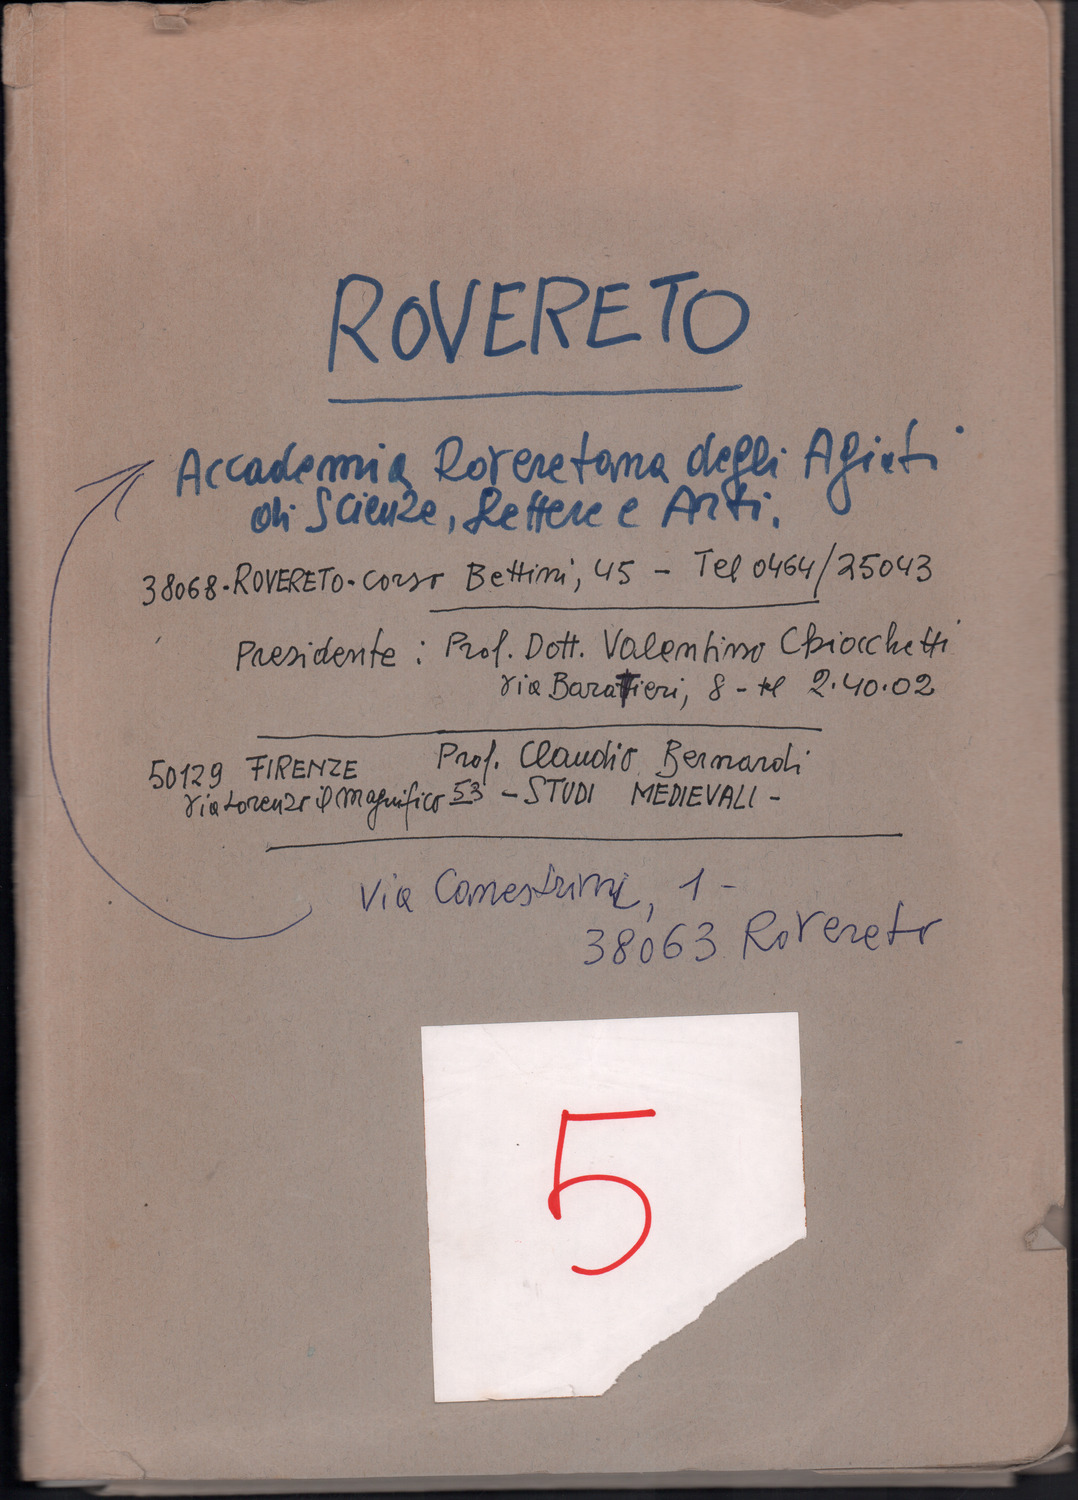 ROVERETO
Accademia Roveretana degli Agiati
di Scienze, Lettere e Arti.
38068-ROVERETO-corso Bettini, 45 - Tel 0464/25043
Presidente: Prof. Dott. Valentino Chiocchetti
via Baratieri, 8 - tel 2.40.02
50129 FIRENZE Prof. Claudio Bernardi
via Lorenzo il Magnifico 53 - STUDI MEDIEVALI -
Via Canestrini, 1 -
38063 Rovereto
5